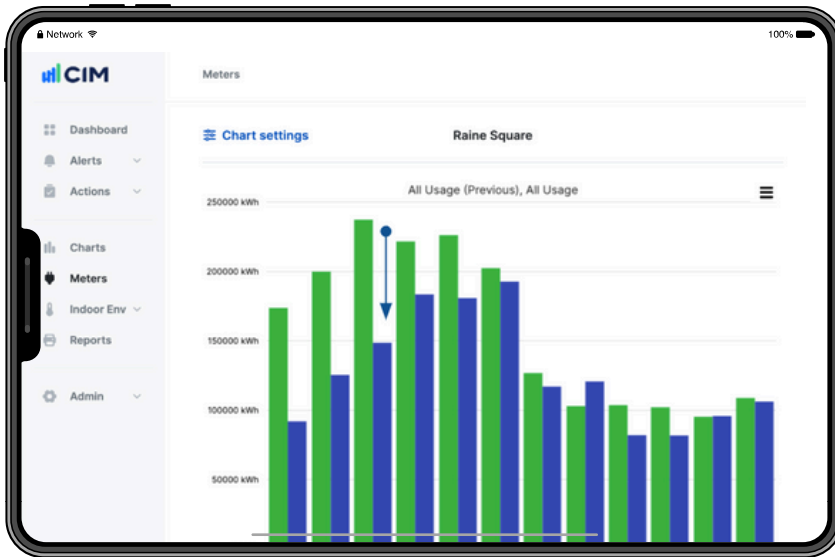 Network
100%
CIM
Meters
Dashboard
Alerts
Actions
Charts
Meters
Indoor Env
Reports
Admin
Chart settings
Raine Square
All Usage (Previous), All Usage
250000 kWh
200000 kWh
150000 kWh
100000 kWh
50000 kWh